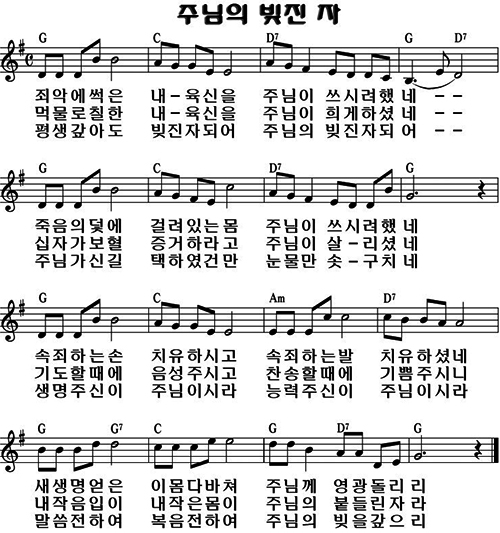 주님의 빚진 자
G C D7 G D7
죄악에썩은 내-육신을 주님이 쓰시려했네--
먹물로칠한 내-육신을 주님이 희게하셨네--
평생갚아도 빚진자되어 주님의 빚진자되어--
G C D7 G
죽음의덫에 걸려있는몸 주님이 쓰시려했네
십자가보혈 증거하라고 주님이 살-리셨네
주님가신길 택하였건만 눈물만 솟-구치네
G C Am D7
속죄하는손 치유하시고 속죄하는발 치유하셨네
기도할때에 음성주시고 찬송할때에 기쁨주시니
생명주신이 주님이시라 능력주신이 주님이시라
G G7 C G D7 G
새생명얻은 이몸다바쳐 주님께 영광돌리리
내작음입이 내작은몸이 주님의 붙들린자라
말씀전하여 복음전하여 주님의 빚을갚으리